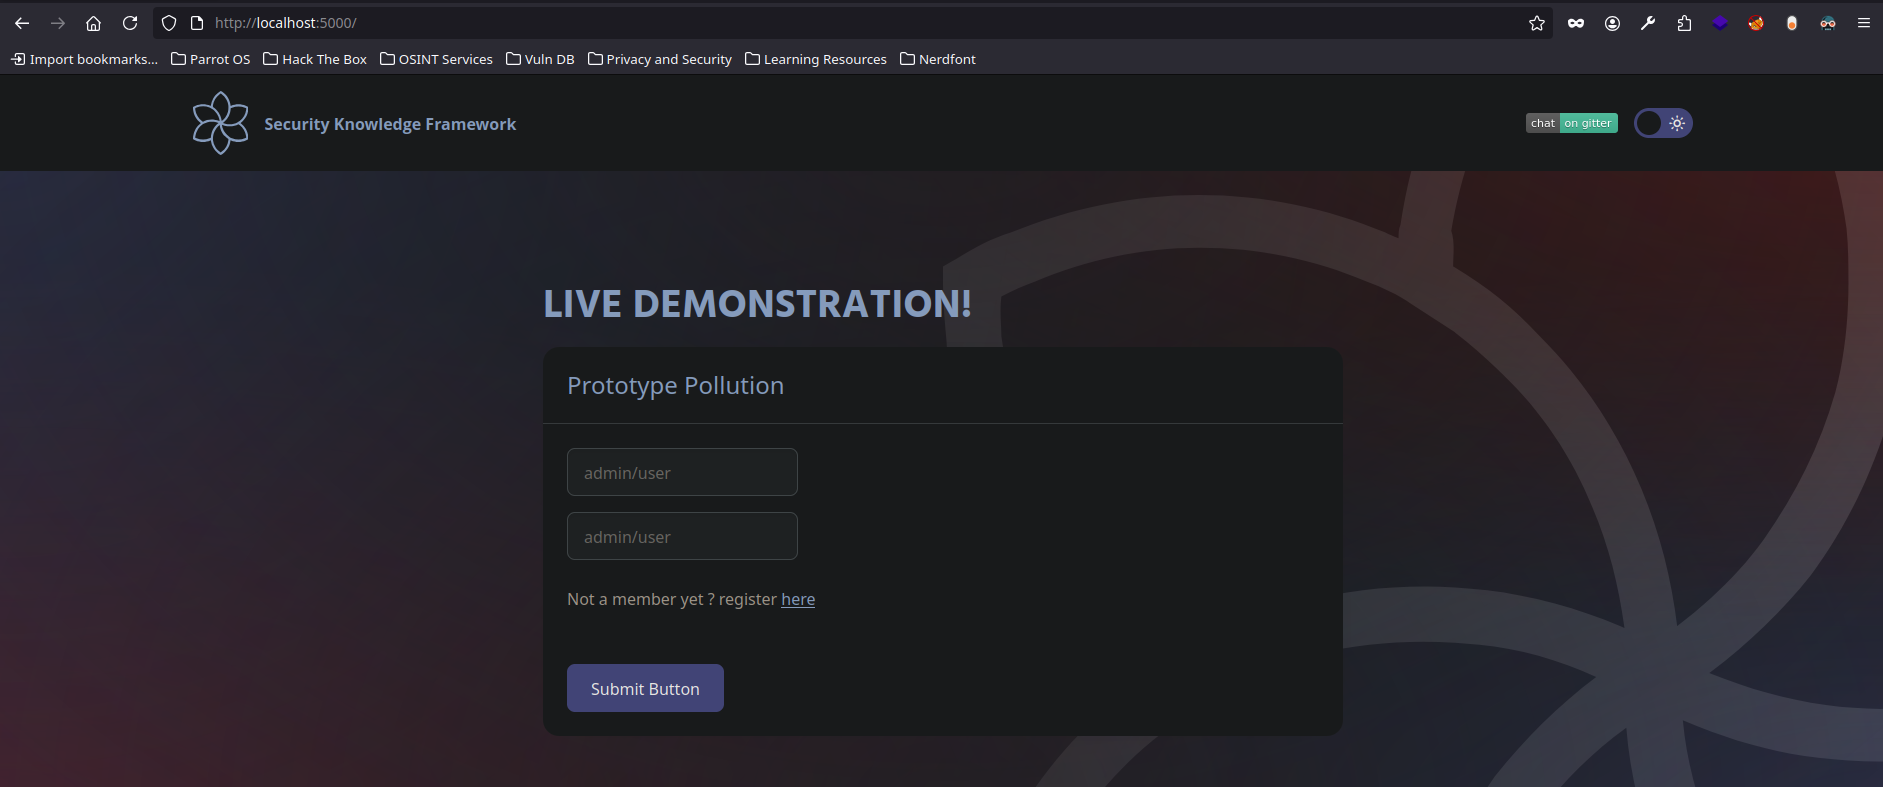 http://localhost:5000/
Import bookmarks... Parrot OS Hack The Box OSINT Services Vuln DB Privacy and Security Learning Resources Nerdfont
Security Knowledge Framework
chat on gitter
LIVE DEMONSTRATION!
Prototype Pollution
admin/user
admin/user
Not a member yet ? register here
Submit Button